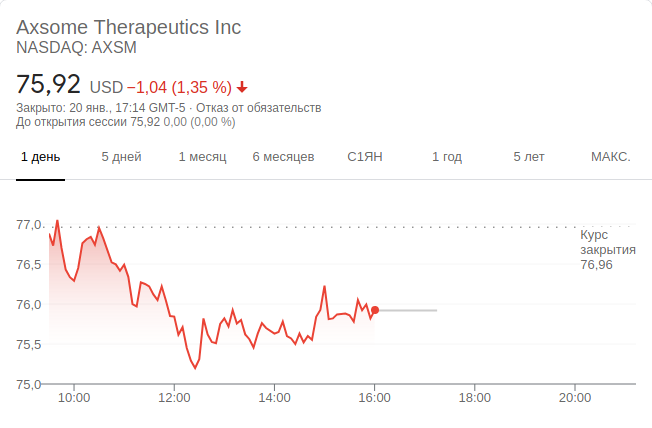 Axsome Therapeutics Inc
NASDAQ: AXSM
75,92 USD −1,04 (1,35 %)
Закрыто: 20 янв., 17:14 GMT-5 · Отказ от обязательств
До открытия сессии 75,92 0,00 (0,00 %)
1 день 5 дней 1 месяц 6 месяцев С1ЯН 1 год 5 лет МАКС.
77,0
Курс
закрытия
76,96
76,5
76,0
75,5
75,0
10:00 12:00 14:00 16:00 18:00 20:00